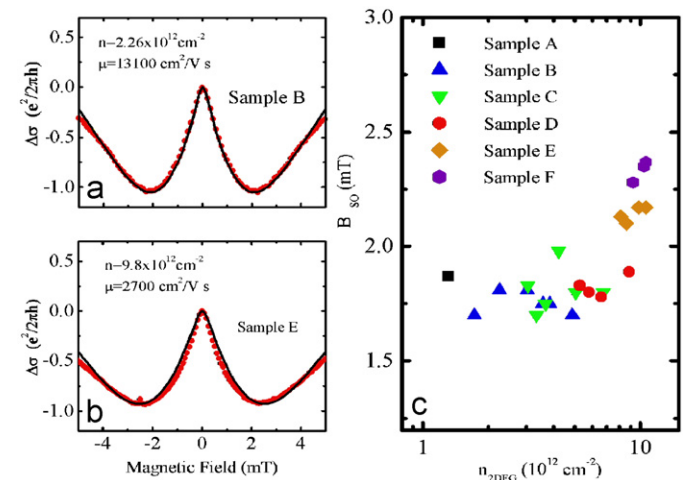 0.5
n–2.26x10¹²cm⁻²
μ=13100 cm²/V s
0.0
Sample B
Δσ (e²/2πh)
-0.5
-1.0
a
0.5
n–9.8x10¹²cm⁻²
μ=2700 cm²/V s
0.0
Sample E
Δσ (e²/2πh)
-0.5
-1.0
b
-4 -2 0 2 4
Magnetic Field (mT)
3.0
Sample A
Sample B
Sample C
Sample D
Sample E
Sample F
2.5
B_SO (mT)
2.0
1.5
c
1 10
n_2DEG (10¹² cm⁻²)